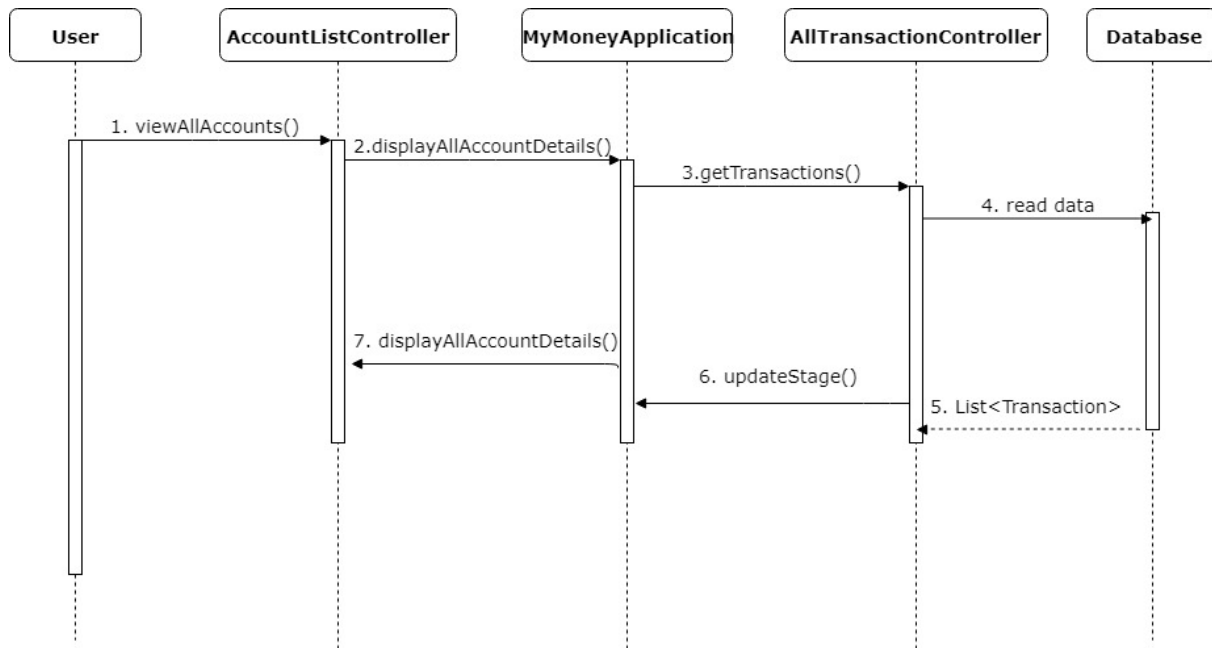 User
AccountListController
MyMoneyApplication
AllTransactionController
Database
1. viewAllAccounts()
2.displayAllAccountDetails()
3.getTransactions()
4. read data
7. displayAllAccountDetails()
6. updateStage()
5. List<Transaction>